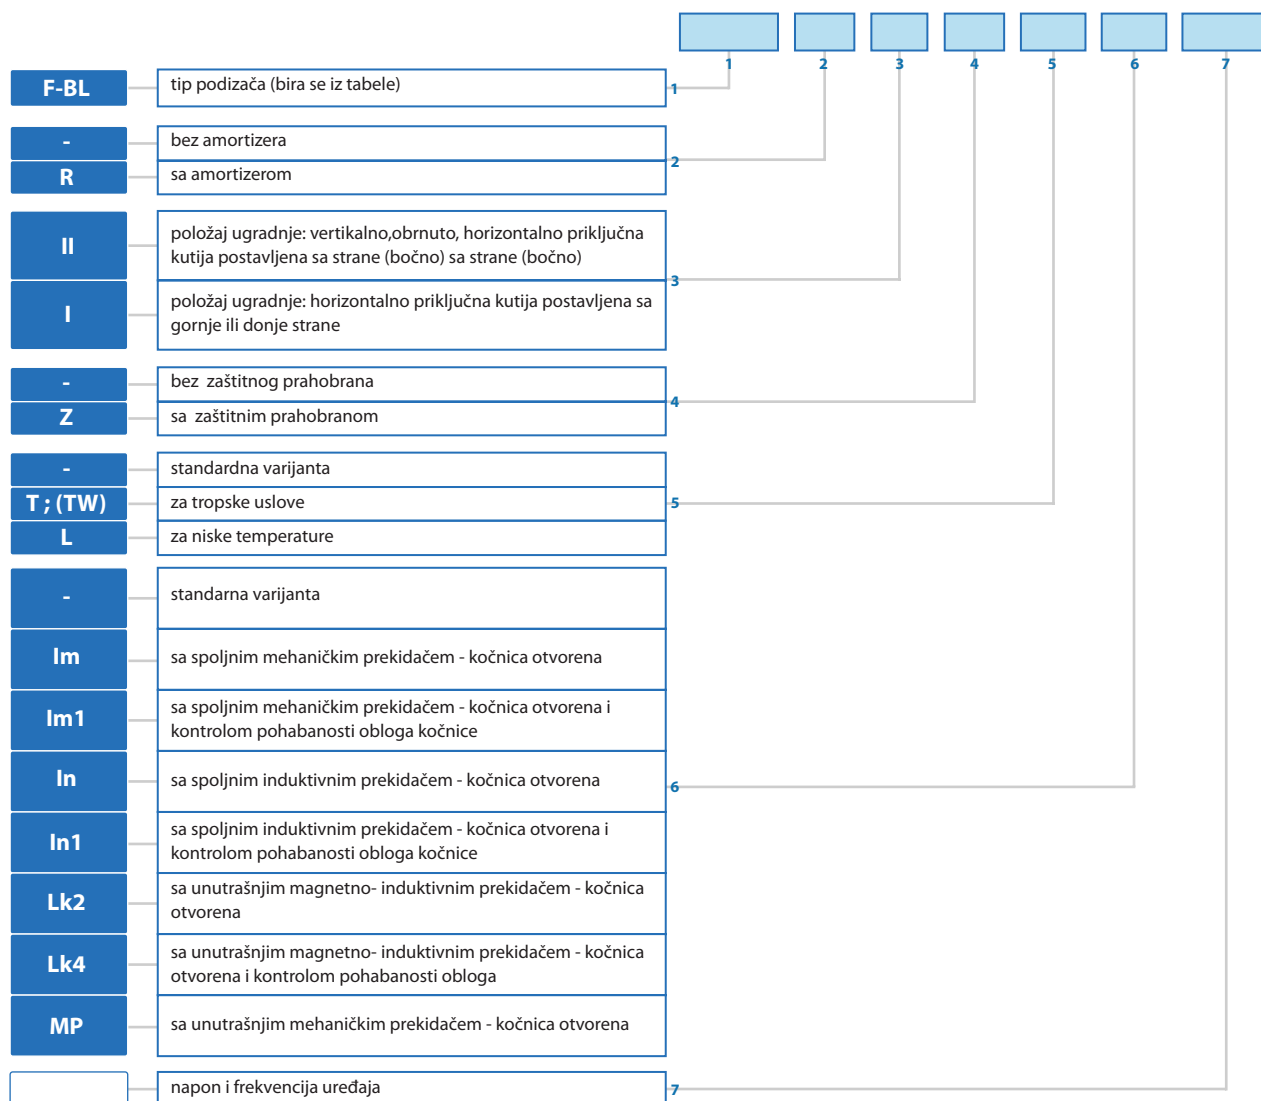 1 2 3 4 5 6 7
F-BL tip podizača (bira se iz tabele) 1
- bez amortizera
2
R sa amortizerom
II položaj ugradnje: vertikalno,obrnuto, horizontalno priključna
kutija postavljena sa strane (bočno) sa strane (bočno)
3
I položaj ugradnje: horizontalno priključna kutija postavljena sa
gornje ili donje strane
- bez zaštitnog prahobrana
4
Z sa zaštitnim prahobranom
- standardna varijanta
T ; (TW) za tropske uslove 5
L za niske temperature
- standarna varijanta
Im sa spoljnim mehaničkim prekidačem - kočnica otvorena
Im1 sa spoljnim mehaničkim prekidačem - kočnica otvorena i
kontrolom pohabanosti obloga kočnice
In sa spoljnim induktivnim prekidačem - kočnica otvorena 6
In1 sa spoljnim induktivnim prekidačem - kočnica otvorena i
kontrolom pohabanosti obloga kočnice
Lk2 sa unutrašnjim magnetno- induktivnim prekidačem - kočnica
otvorena
Lk4 sa unutrašnjim magnetno- induktivnim prekidačem - kočnica
otvorena i kontrolom pohabanosti obloga
MP sa unutrašnjim mehaničkim prekidačem - kočnica otvorena
napon i frekvencija uređaja 7